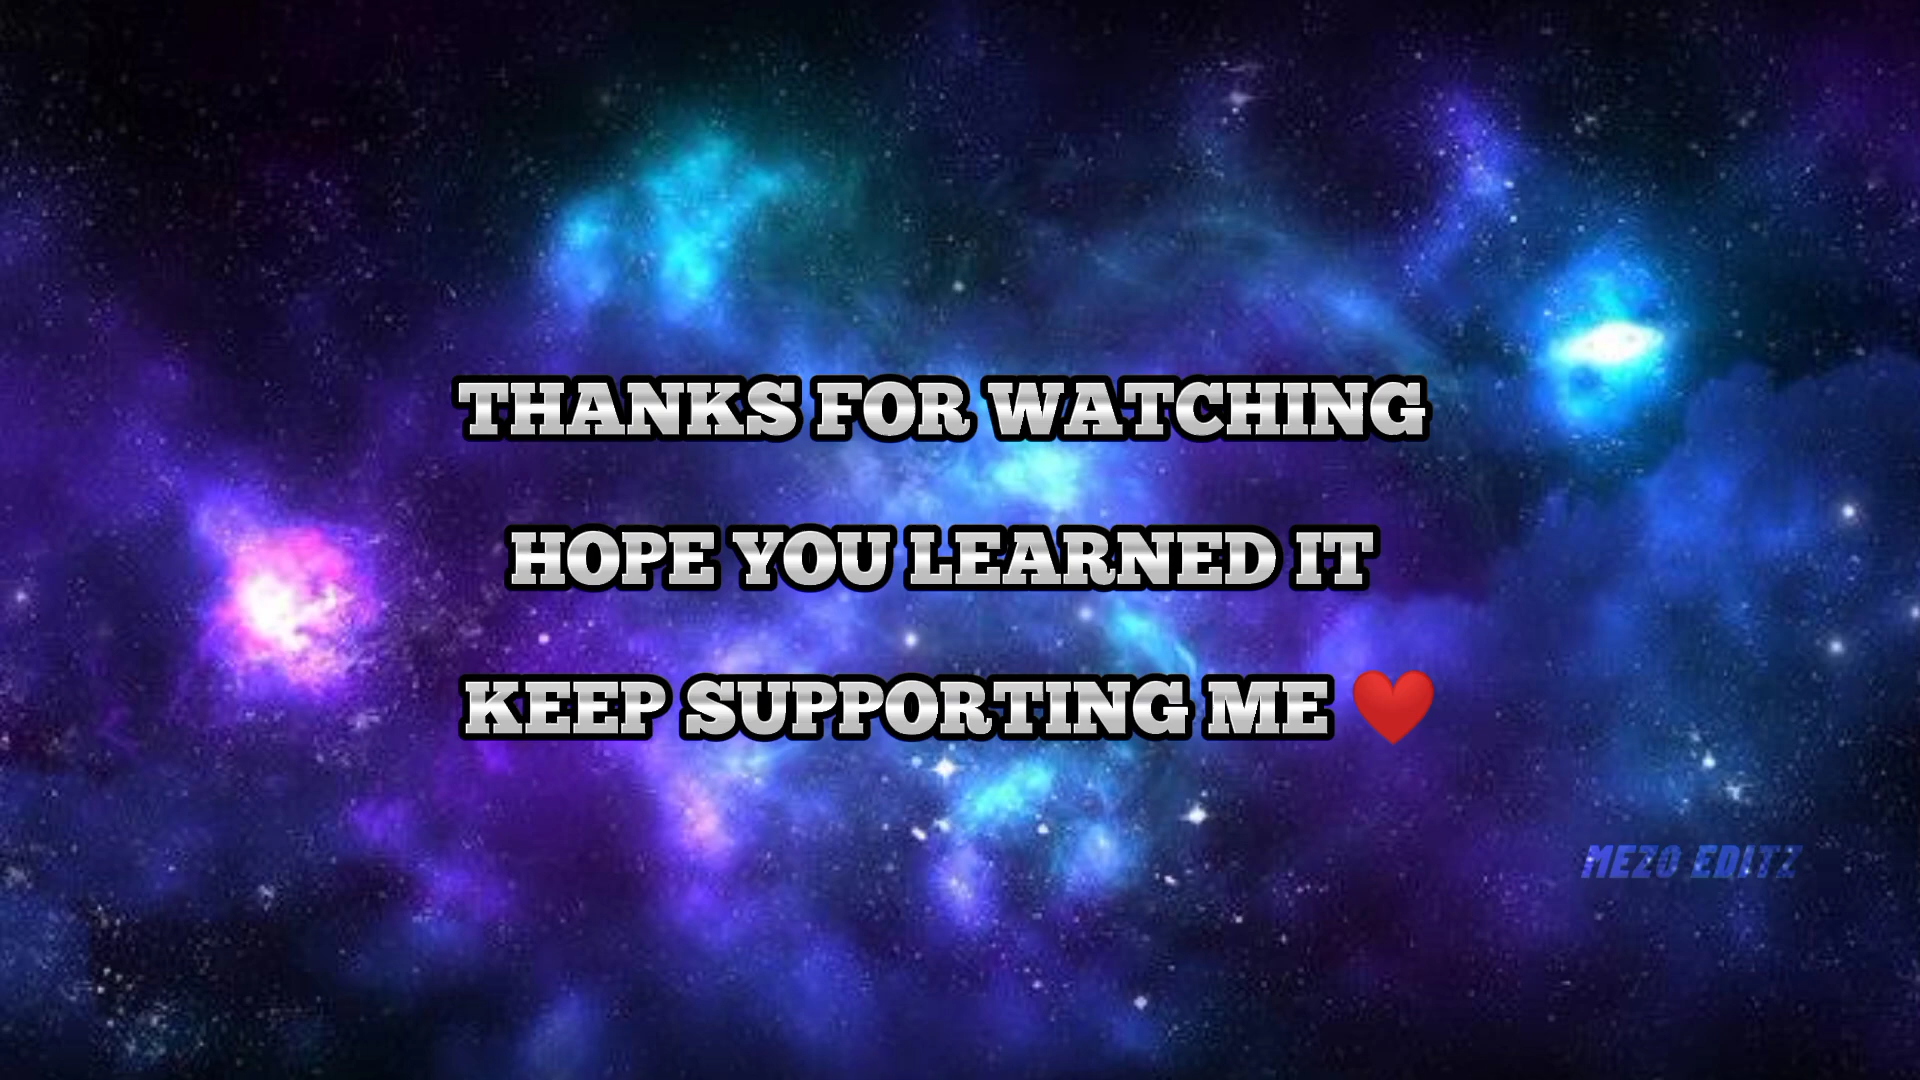 THANKS FOR WATCHING
HOPE YOU LEARNED IT
KEEP SUPPORTING ME ❤️
MEZO EDITZ